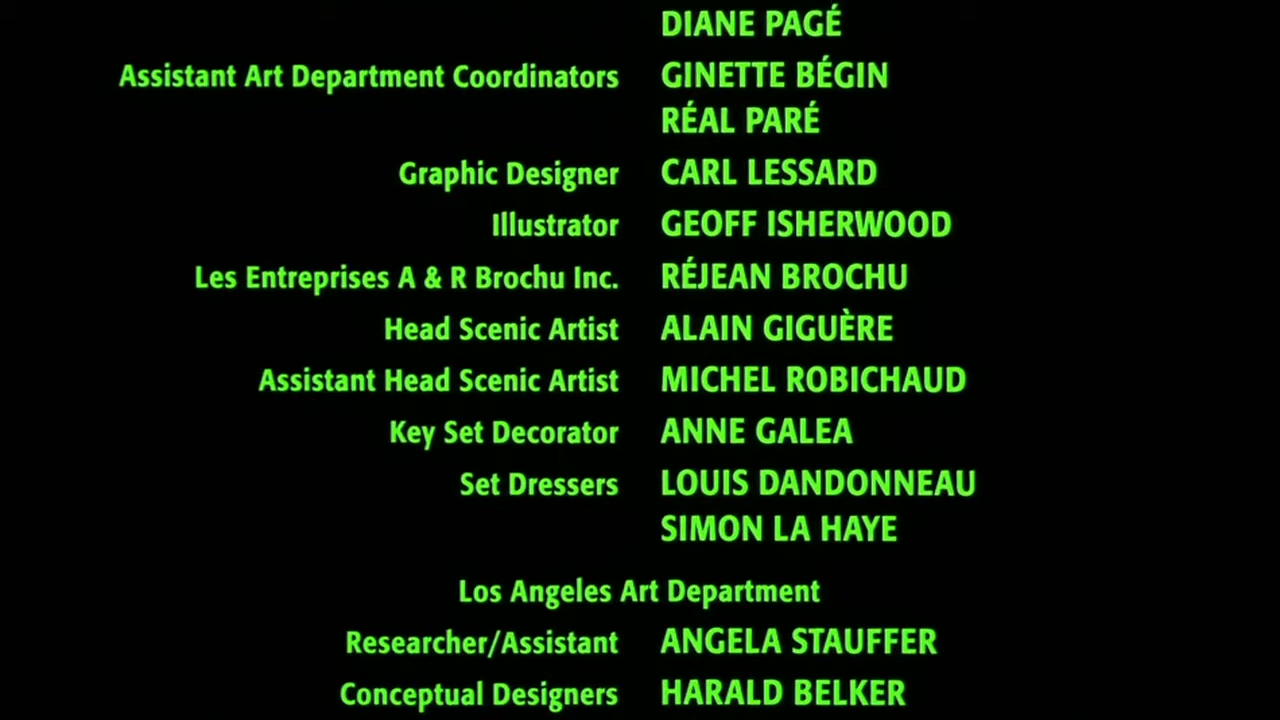 DIANE PAGÉ
Assistant Art Department Coordinators GINETTE BÉGIN
RÉAL PARÉ
Graphic Designer CARL LESSARD
Illustrator GEOFF ISHERWOOD
Les Entreprises A & R Brochu Inc. RÉJEAN BROCHU
Head Scenic Artist ALAIN GIGUÈRE
Assistant Head Scenic Artist MICHEL ROBICHAUD
Key Set Decorator ANNE GALEA
Set Dressers LOUIS DANDONNEAU
SIMON LA HAYE
Los Angeles Art Department
Researcher/Assistant ANGELA STAUFFER
Conceptual Designers HARALD BELKER